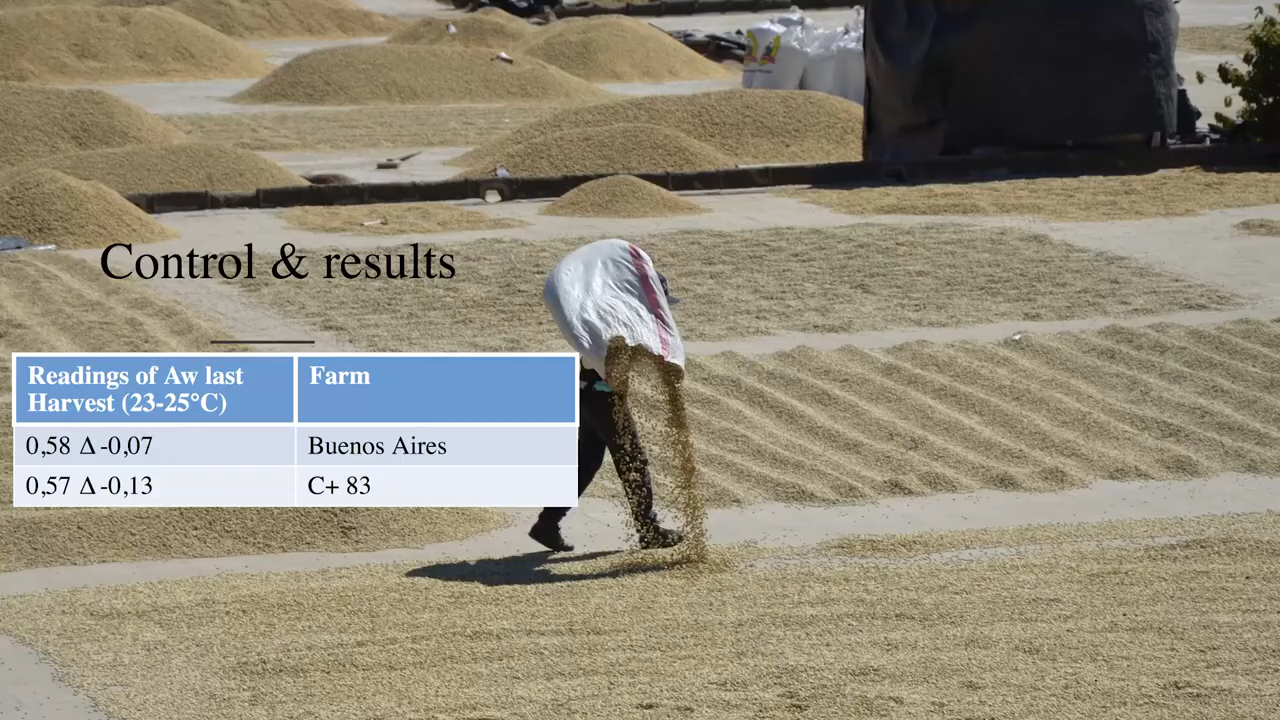 Control & results
Readings of Aw last
Harvest (23-25°C)
Farm
0,58 Δ -0,07
Buenos Aires
0,57 Δ -0,13
C+ 83